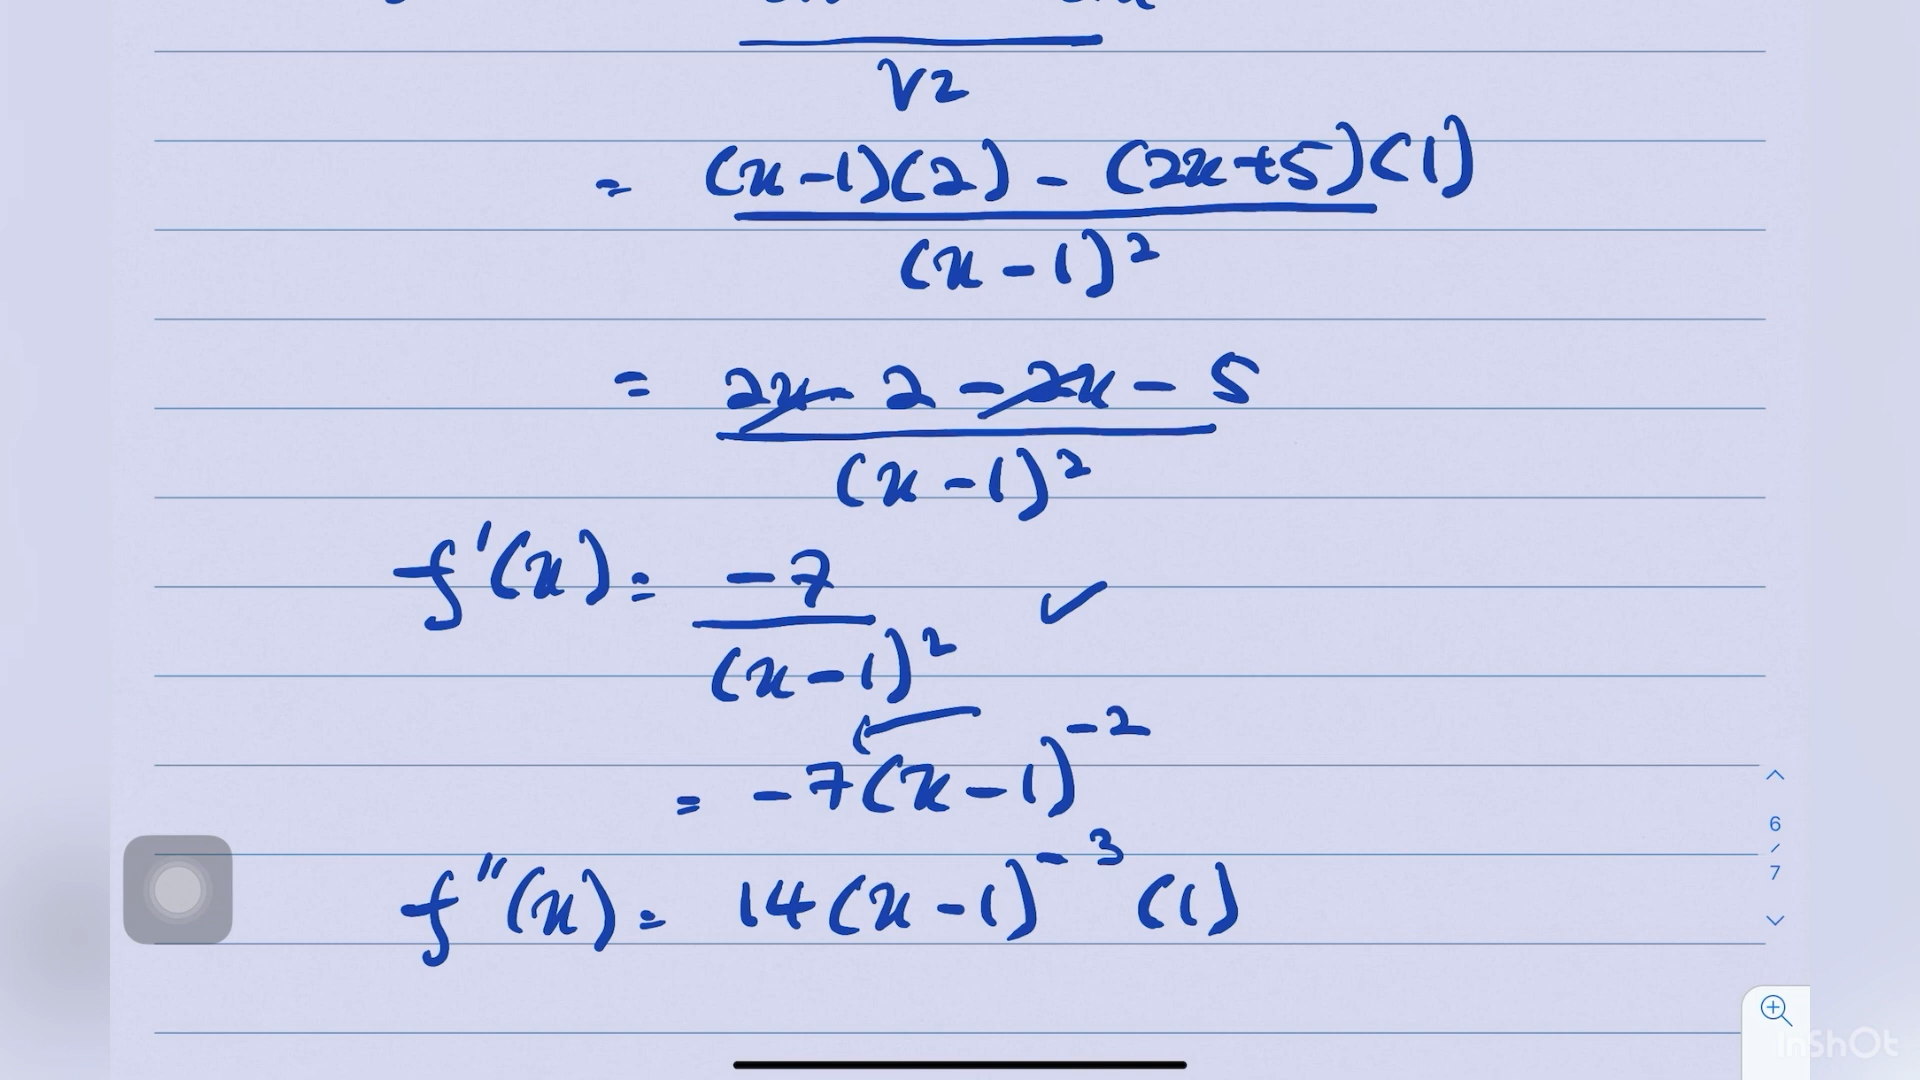 V2
= (x-1)(2) - (2x+5)(1)
(x-1)²
= 2x-2-2x-5
(x-1)²
f'(x) = -7 ✓
(x-1)²
= -7(x-1)⁻²
f''(x) = 14(x-1)⁻³ (1)
6
/
7
InShOt